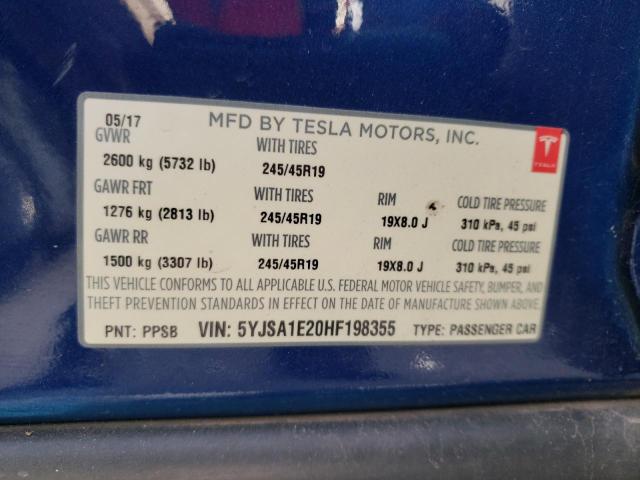 05/17 MFD BY TESLA MOTORS, INC.
GVWR WITH TIRES
2600 kg (5732 lb) 245/45R19
TESLA
GAWR FRT WITH TIRES RIM COLD TIRE PRESSURE
1276 kg (2813 lb) 245/45R19 19X8.0 J 310 kPa, 45 psi
GAWR RR WITH TIRES RIM COLD TIRE PRESSURE
1500 kg (3307 lb) 245/45R19 19X8.0 J 310 kPa, 45 psi
THIS VEHICLE CONFORMS TO ALL APPLICABLE U.S. FEDERAL MOTOR VEHICLE SAFETY, BUMPER, AND
THEFT PREVENTION STANDARDS IN EFFECT ON THE DATE OF MANUFACTURE SHOWN ABOVE.
PNT: PPSB VIN: 5YJSA1E20HF198355 TYPE: PASSENGER CAR